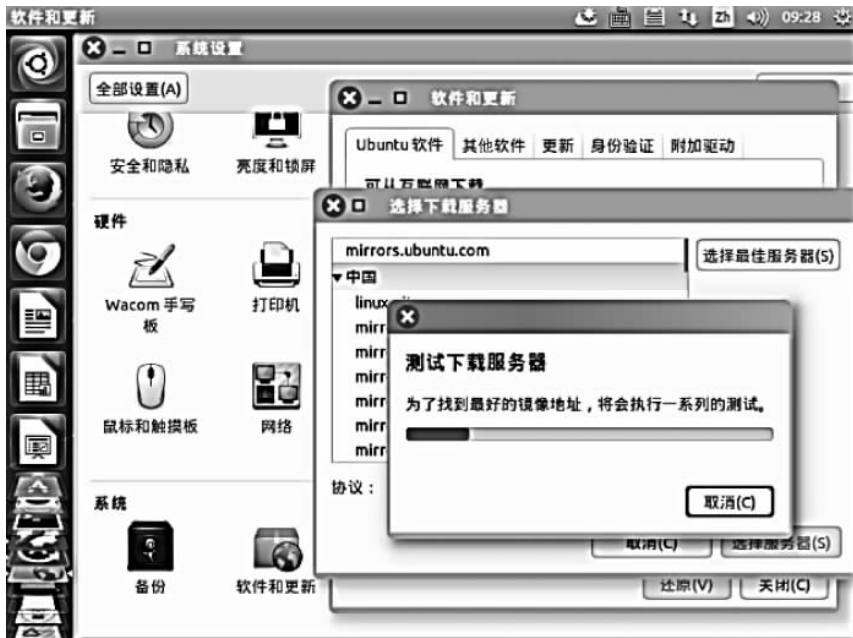 软件和更新
Zh
09:28
系统设置
全部设置(A)
安全和隐私
亮度和锁屏
硬件
Wacom 手写板
打印机
鼠标和触摸板
网络
系统
备份
软件和更新
软件和更新
Ubuntu 软件
其他软件
更新
身份验证
附加驱动
可从互联网下载
选择下载服务器
mirrors.ubuntu.com
中国
选择最佳服务器(S)
协议：
测试下载服务器
为了找到最好的镜像地址，将会执行一系列的测试。
取消(C)
取消(C)
选择服务器(S)
还原(V)
关闭(C)